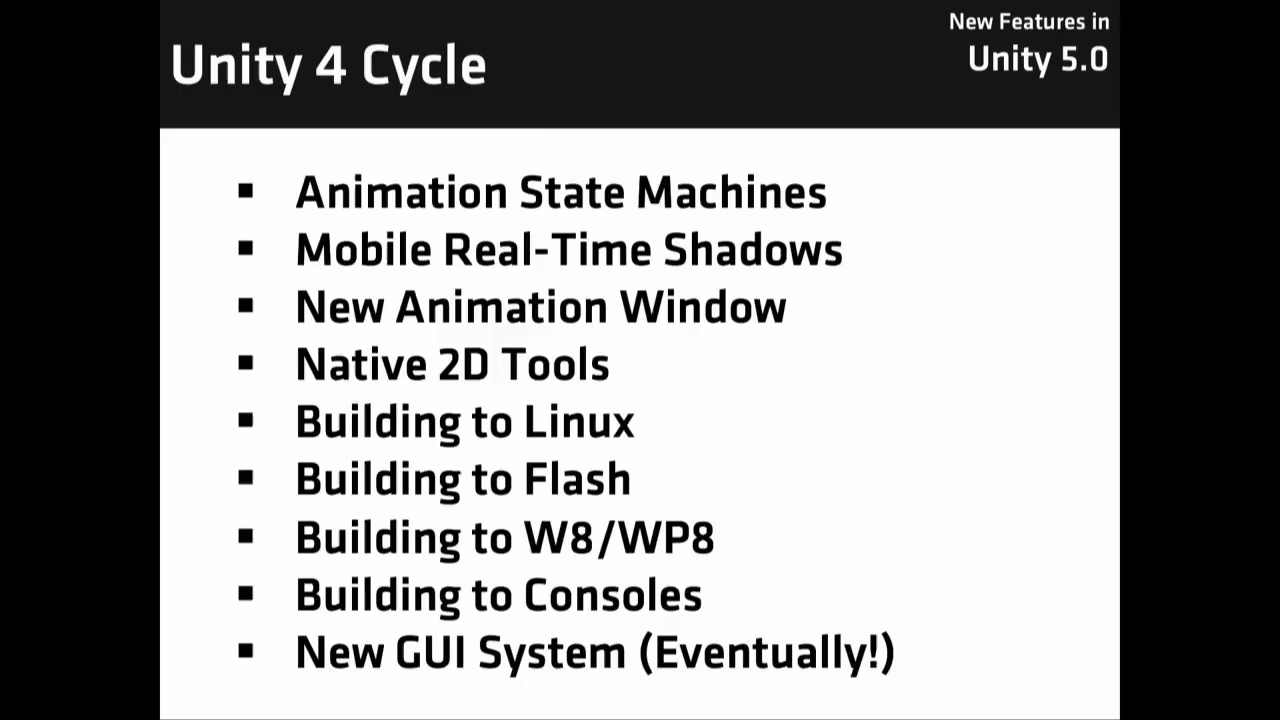 New Features in
Unity 4 Cycle
Unity 5.0
▪ Animation State Machines
▪ Mobile Real-Time Shadows
▪ New Animation Window
▪ Native 2D Tools
▪ Building to Linux
▪ Building to Flash
▪ Building to W8/WP8
▪ Building to Consoles
▪ New GUI System (Eventually!)